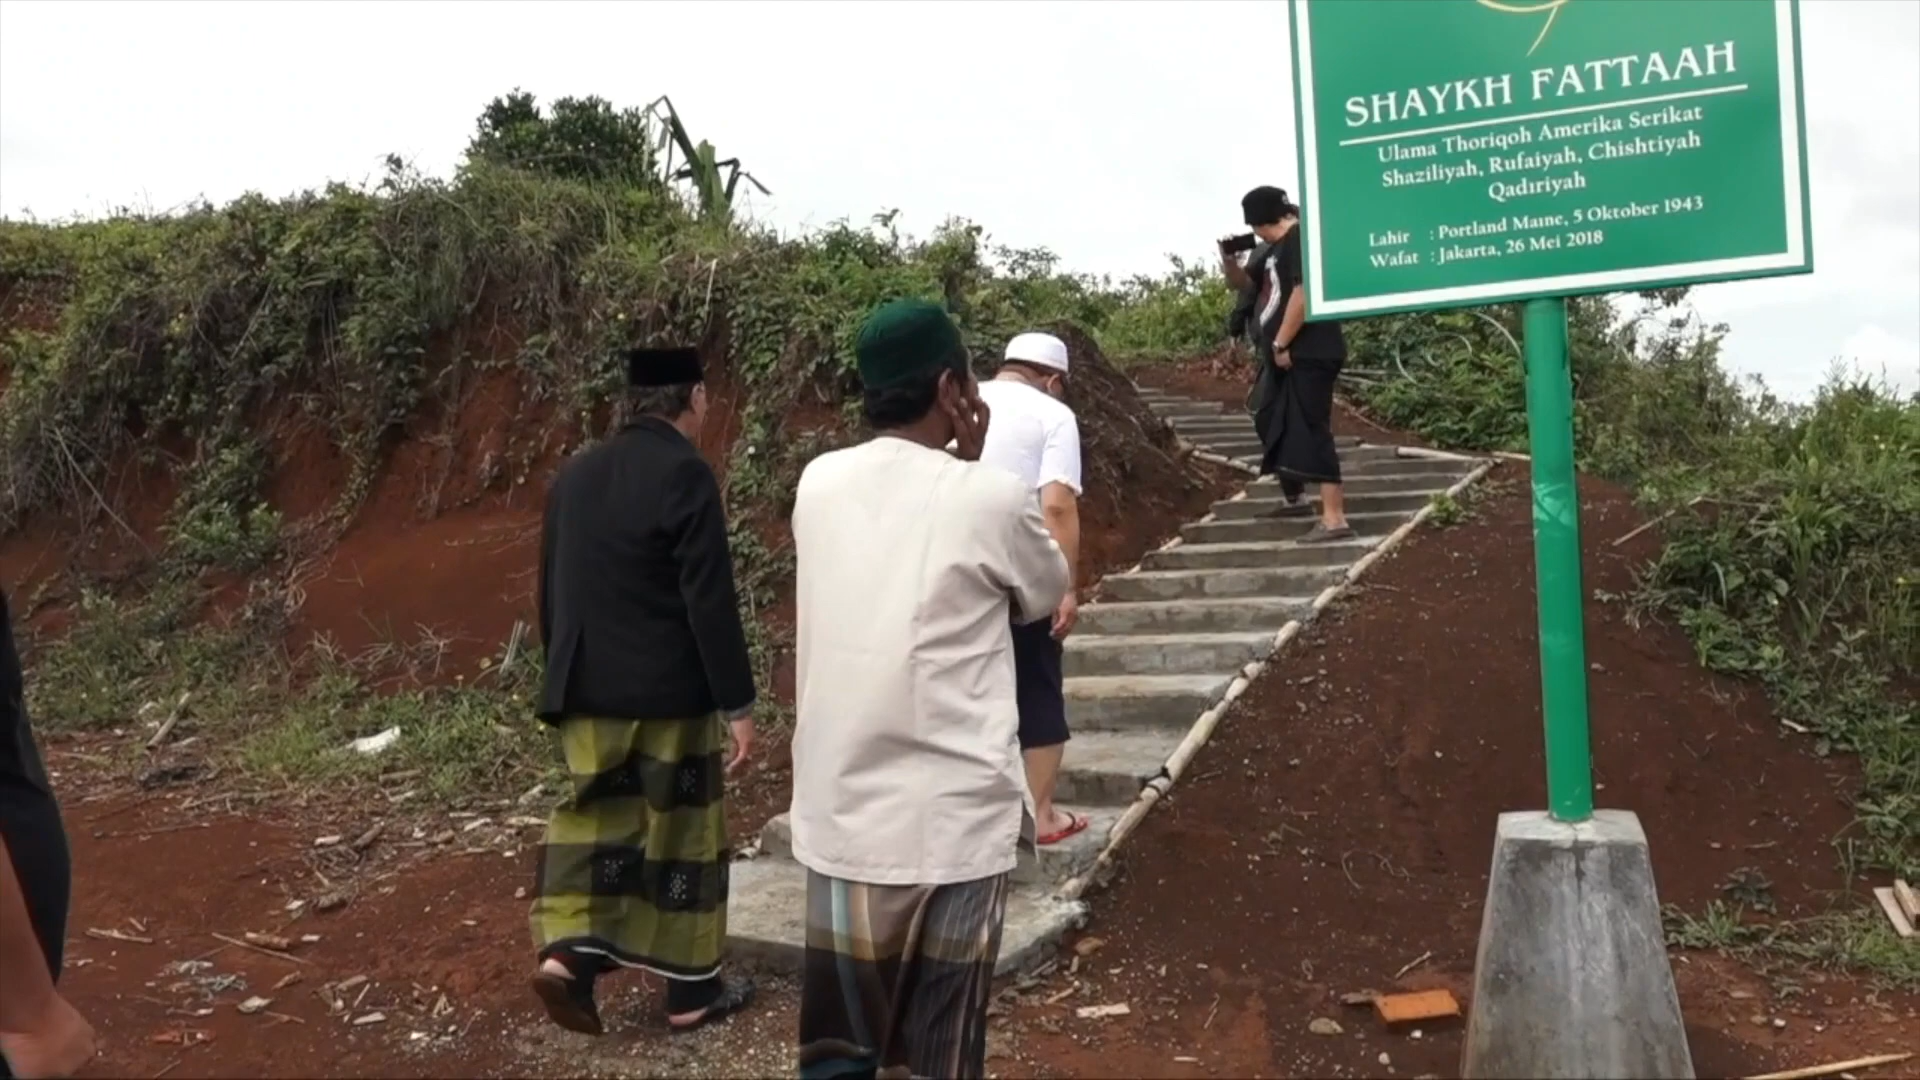 SHAYKH FATTAAH
Ulama Thoriqoh Amerika Serikat
Shaziliyah, Rufaiyah, Chishtiyah
Qadiriyah
Lahir : Portland Maine, 5 Oktober 1943
Wafat : Jakarta, 26 Mei 2018